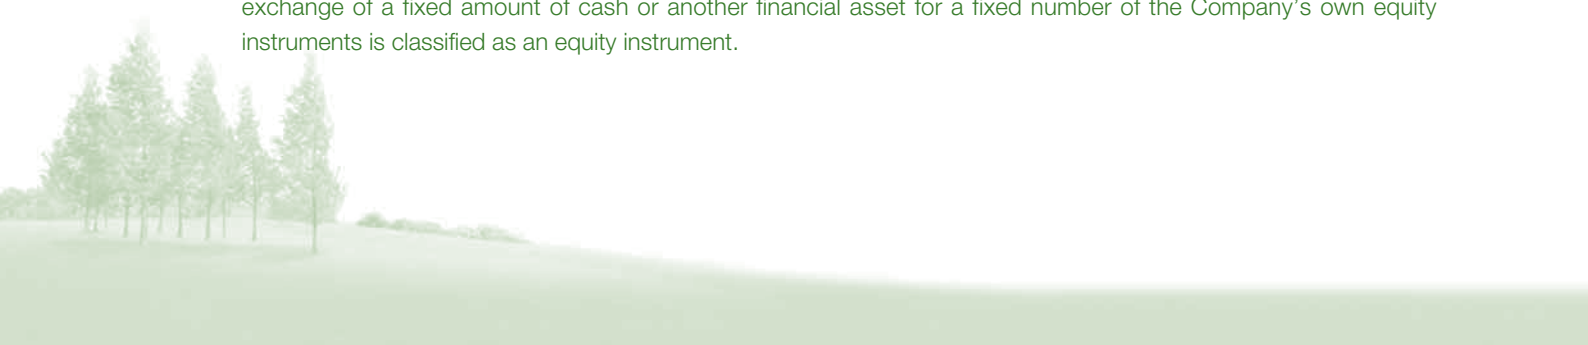 exchange of a fixed amount of cash or another financial asset for a fixed number of the Company's own equity
instruments is classified as an equity instrument.